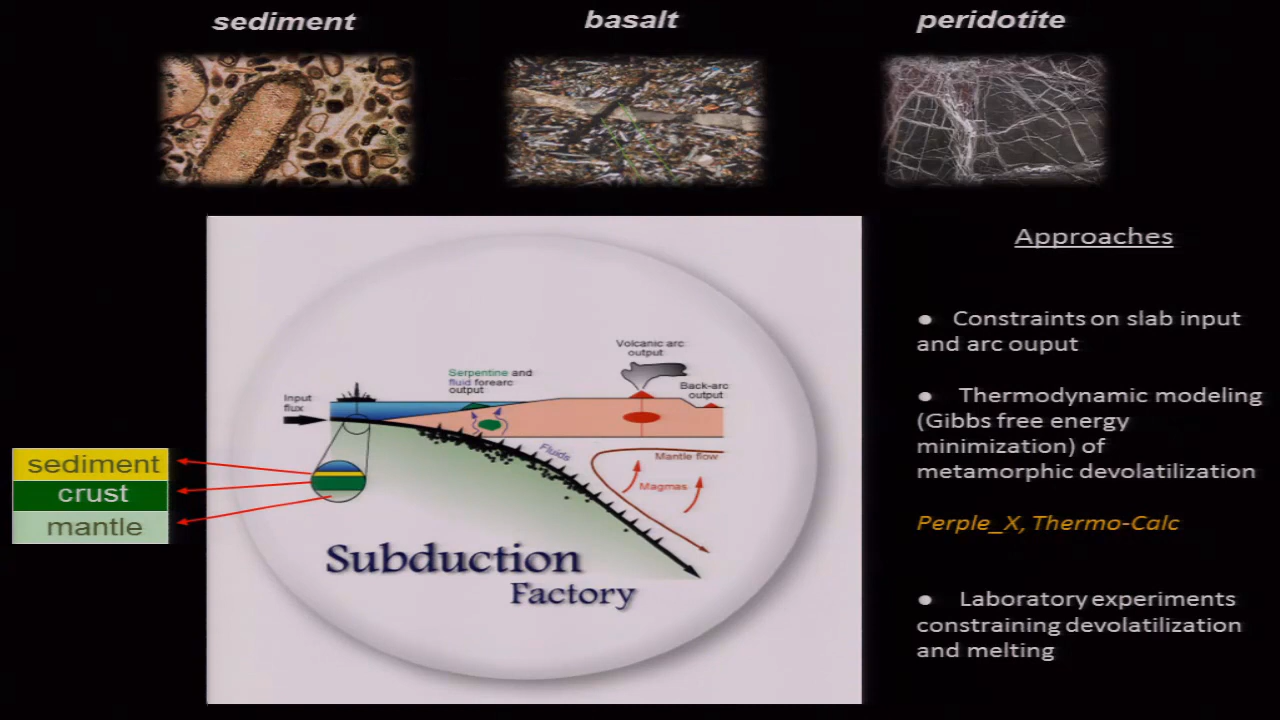 sediment
basalt
peridotite
Approaches
● Constraints on slab input
and arc ouput
● Thermodynamic modeling
(Gibbs free energy
minimization) of
metamorphic devolatilization
Perple_X, Thermo-Calc
● Laboratory experiments
constraining devolatilization
and melting
Volcanic arc
output
Serpentine and
fluid forearc
output
Back-arc
output
Input
flux
Fluids
Mantle flow
Magmas
sediment
crust
mantle
Subduction
Factory